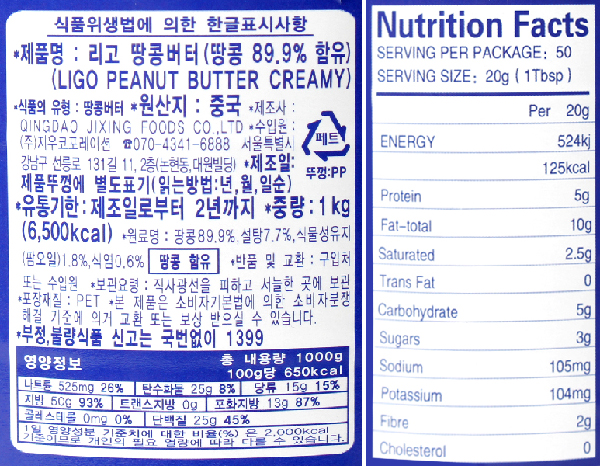 식품위생법에 의한 한글표시사항
*제품명 : 리고 땅콩버터 (땅콩 89.9% 함유)
(LIGO PEANUT BUTTER CREAMY)
*식품의 유형 : 땅콩버터 *원산지 : 중국 *제조사 :
QINGDAO JIXING FOODS CO.,LTD *수입원 :
(주)지우코포레이션 ☎070-4341-6888 서울특별시
강남구 선릉로 131길 11, 2층(논현동,대원빌딩) *제조일:
제품뚜껑에 별도표기(읽는방법:년,월,일순)
페트
뚜껑:PP
*유통기한:제조일로부터 2년까지 *중량:1kg
(6,500kcal) *원료명 : 땅콩89.9%, 설탕7.7%,식물성유지
(팜오일)1.8%,식염0.6% 땅콩 함유 *반품 및 교환 : 구입처
또는 수입원 *보관요령 : 직사광선을 피하고 서늘한 곳에 보관
*포장재질 : PET *본 제품은 소비자기본법에 의한 소비자분쟁
해결 기준에 의거 교환 또는 보상 받으실 수 있습니다.
*부정,불량식품 신고는 국번없이 1399
영양정보
총 내용량 1000g
100g당 650kcal
나트륨 525mg 26% 탄수화물 25g 8% 당류 15g 15%
지방 50g 93% 트랜스지방 0g 포화지방 13g 87%
콜레스테롤 0mg 0% 단백질 25g 45%
1일 영양성분 기준치에 대한 비율(%) 은 2,000kcal
기준이므로 개인의 필요 열량에 따라 다를 수 있습니다.
Nutrition Facts
SERVING PER PACKAGE: 50
SERVING SIZE: 20g (1Tbsp)
Per 20g
ENERGY 524kj
125kcal
Protein 5g
Fat-total 10g
Saturated 2.5g
Trans Fat 0
Carbohydrate 5g
Sugars 3g
Sodium 105mg
Potassium 104mg
Fibre 2g
Cholesterol 0